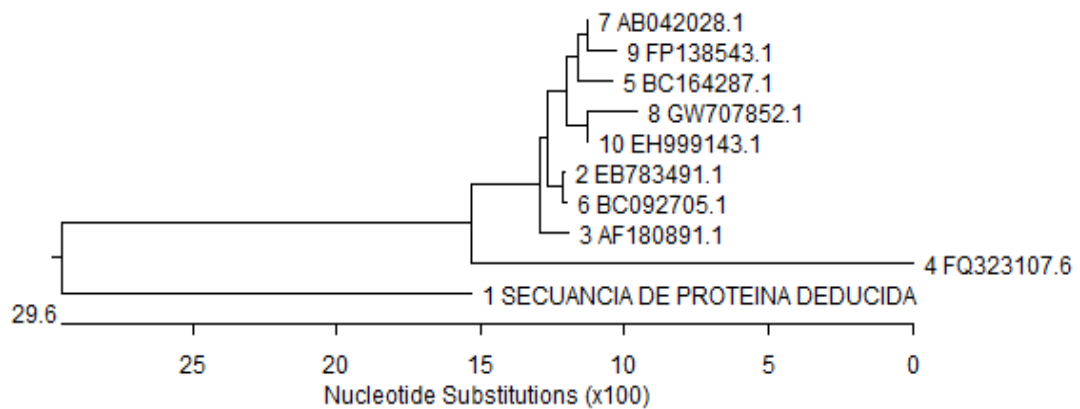 7 AB042028.1
9 FP138543.1
5 BC164287.1
8 GW707852.1
10 EH999143.1
2 EB783491.1
6 BC092705.1
3 AF180891.1
4 FQ323107.6
1 SECUANCIA DE PROTEINA DEDUCIDA
29.6
25 20 15 10 5 0
Nucleotide Substitutions (x100)